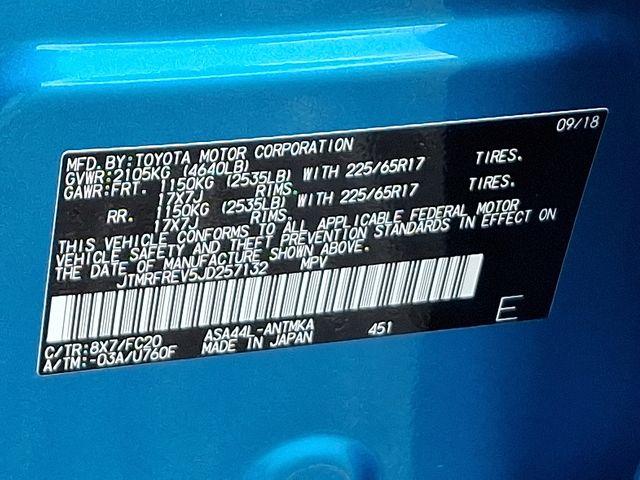 09/18
MFD.BY:TOYOTA MOTOR CORPORATION
GVWR:2105KG (4640LB)
GAWR:FRT. 1150KG (2535LB) WITH 225/65R17 TIRES.
17X7J RIMS.
RR. 1150KG (2535LB) WITH 225/65R17 TIRES.
17X7J RIMS.
THIS VEHICLE CONFORMS TO ALL APPLICABLE FEDERAL MOTOR
VEHICLE SAFETY AND THEFT PREVENTION STANDARDS IN EFFECT ON
THE DATE OF MANUFACTURE SHOWN ABOVE.
JTMRFREV5JD257132 MPV
C/TR:8X7/FC20 ASA44L-ANTMKA 451 E
A/TM:-03A/U760F MADE IN JAPAN